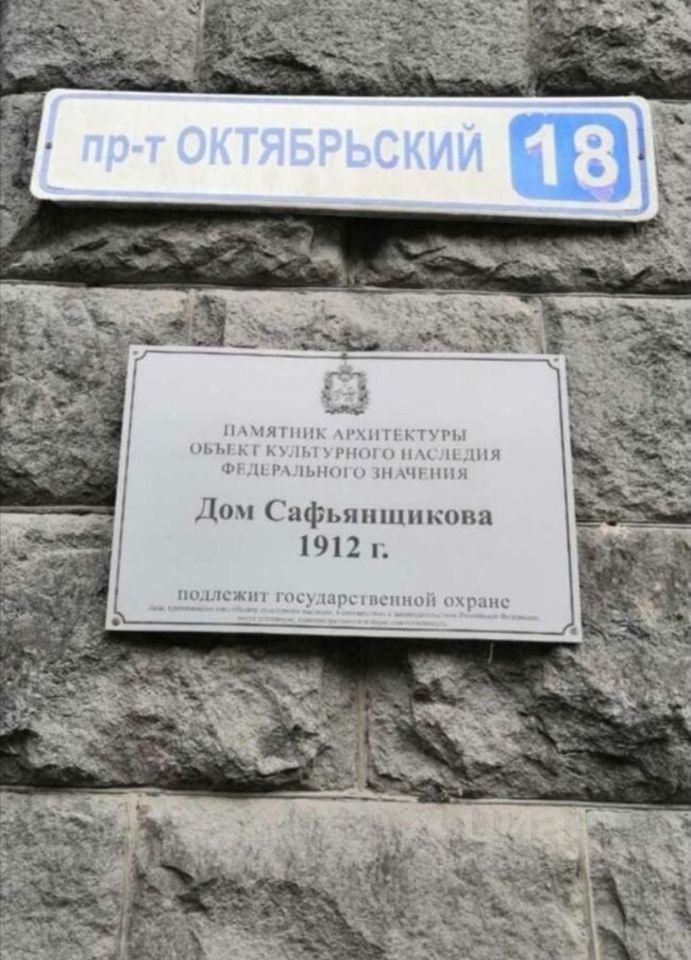 пр-т ОКТЯБРЬСКИЙ 18
ПАМЯТНИК АРХИТЕКТУРЫ
ОБЪЕКТ КУЛЬТУРНОГО НАСЛЕДИЯ
ФЕДЕРАЛЬНОГО ЗНАЧЕНИЯ
Дом Сафьянщикова
1912 г.
подлежит государственной охране